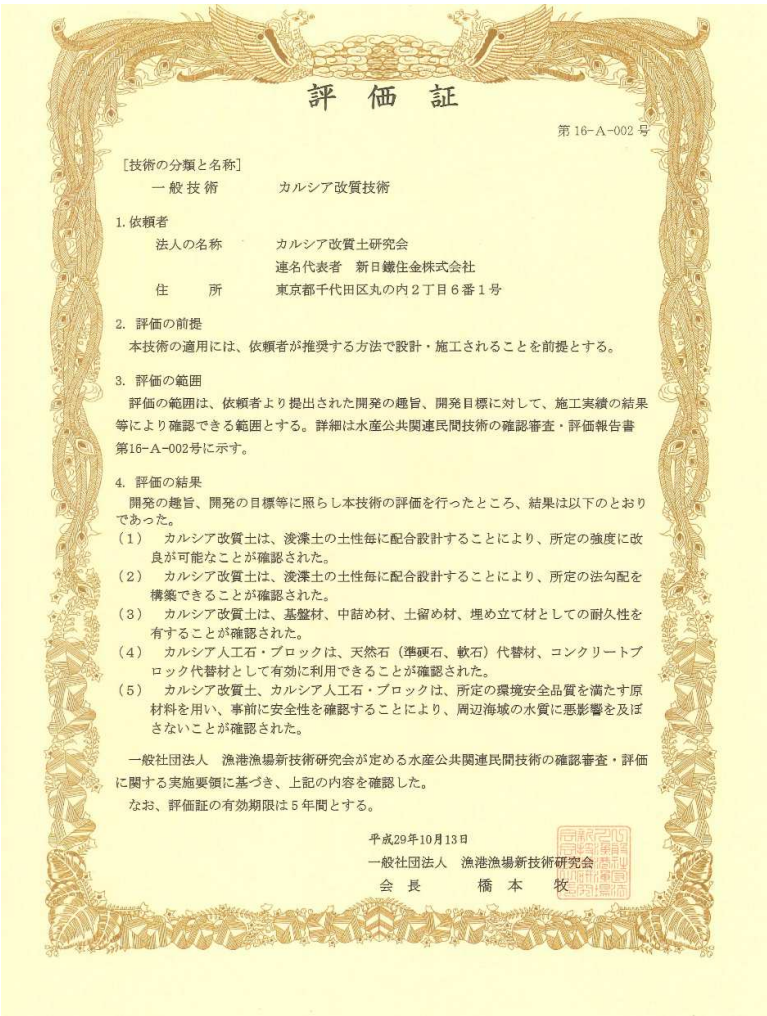 評価証
第16-A-002号
［技術の分類と名称］
一般技術　カルシア改質技術
1.依頼者
法人の名称　カルシア改質土研究会
連名代表者　新日鐵住金株式会社
住　所　東京都千代田区丸の内２丁目６番１号
2. 評価の前提
本技術の適用には、依頼者が推奨する方法で設計・施工されることを前提とする。
3. 評価の範囲
評価の範囲は、依頼者より提出された開発の趣旨、開発目標に対して、施工実績の結果
等により確認できる範囲とする。詳細は水産公共関連民間技術の確認審査・評価報告書
第16-A-002号に示す。
4. 評価の結果
開発の趣旨、開発の目標等に照らし本技術の評価を行ったところ、結果は以下のとおり
であった。
（１）　カルシア改質土は、浚渫土の土性毎に配合設計することにより、所定の強度に改
良が可能なことが確認された。
（２）　カルシア改質土は、浚渫土の土性毎に配合設計することにより、所定の法勾配を
構築できることが確認された。
（３）　カルシア改質土は、基盤材、中詰め材、土留め材、埋め立て材としての耐久性を
有することが確認された。
（４）　カルシア人工石・ブロックは、天然石（準硬石、軟石）代替材、コンクリートブ
ロック代替材として有効に利用できることが確認された。
（５）　カルシア改質土、カルシア人工石・ブロックは、所定の環境安全品質を満たす原
材料を用い、事前に安全性を確認することにより、周辺海域の水質に悪影響を及ぼ
さないことが確認された。
一般社団法人　漁港漁場新技術研究会が定める水産公共関連民間技術の確認審査・評価
に関する実施要領に基づき、上記の内容を確認した。
なお、評価証の有効期限は５年間とする。
平成29年10月13日
一般社団法人　漁港漁場新技術研究会
会長　橋本　牧